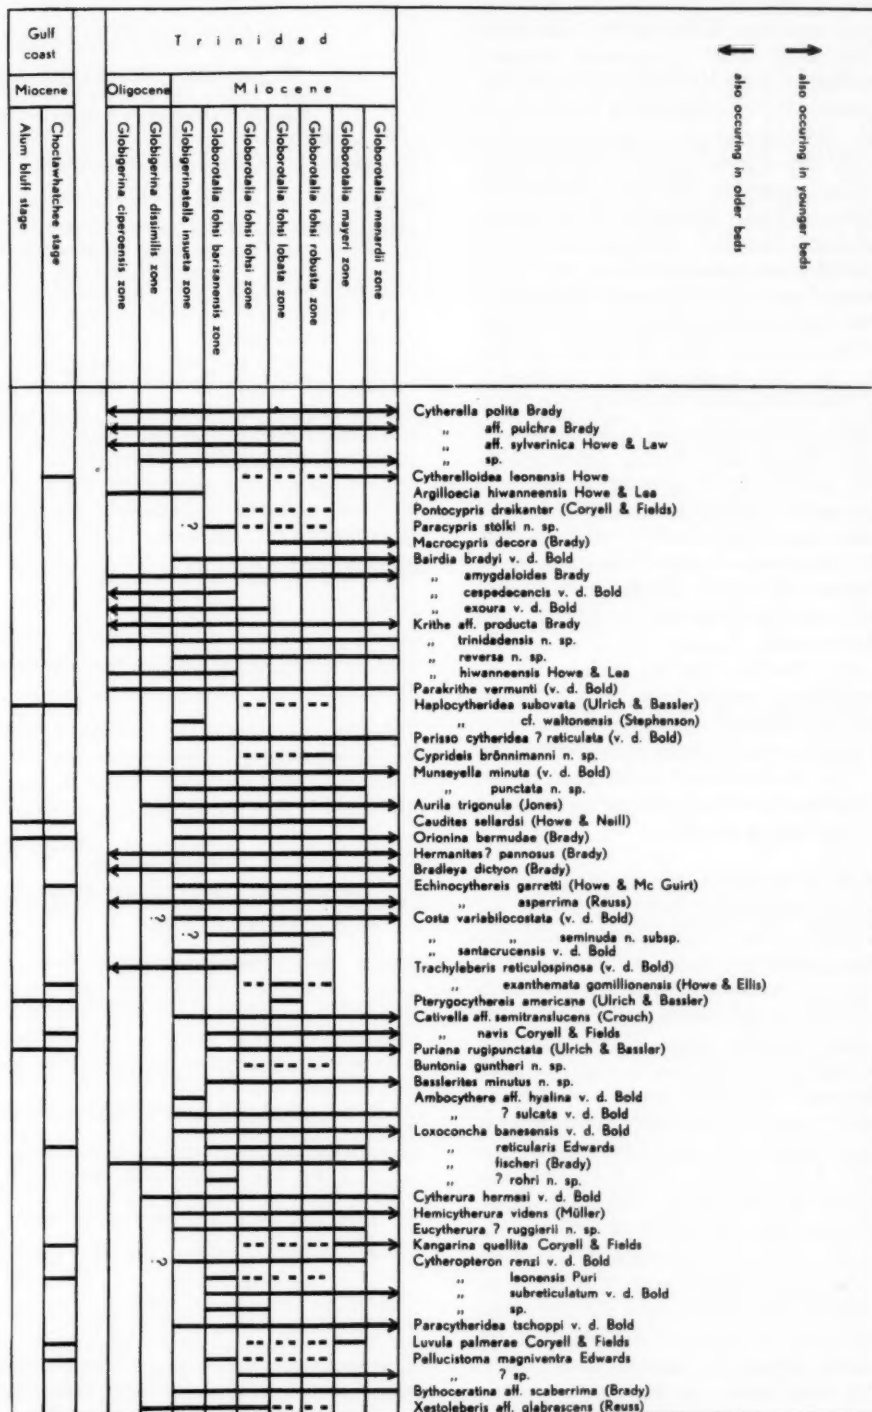 Gulf
coast
T r i n i d a d
Miocene
Oligocene
M i o c e n e
Alum bluff stage
Choctawhatchee stage
Globigerina ciperoensis zone
Globigerina dissimilis zone
Globigerinatella insueta zone
Globorotalia fohsi barisanensis zone
Globorotalia fohsi fohsi zone
Globorotalia fohsi lobata zone
Globorotalia fohsi robusta zone
Globorotalia mayeri zone
Globorotalia menardii zone
also occuring in older beds
also occuring in younger beds
Cytherella polita Brady
„ aff. pulchra Brady
„ aff. sylverinica Howe & Law
„ sp.
Cytherelloidea leonensis Howe
Argilloecia hiwanneensis Howe & Lea
Pontocypris dreikanter (Coryell & Fields)
? Paracypris stolki n. sp.
Macrocypris decora (Brady)
Bairdia bradyi v. d. Bold
„ amygdaloides Brady
„ cespedecencis v. d. Bold
„ exoura v. d. Bold
Krithe aff. producta Brady
„ trinidadensis n. sp.
„ reversa n. sp.
„ hiwanneensis Howe & Lea
Parakrithe vermunti (v. d. Bold)
Haplocytheridea subovata (Ulrich & Bassler)
„ cf. waltonensis (Stephenson)
Perisso cytheridea ? reticulata (v. d. Bold)
Cyprideis brönnimanni n. sp.
Munseyella minuta (v. d. Bold)
„ punctata n. sp.
Aurila trigonula (Jones)
Caudites sellardsi (Howe & Neill)
Orionina bermudae (Brady)
Hermanites? pannosus (Brady)
Bradleya dictyon (Brady)
Echinocythereis garretti (Howe & Mc Guirt)
„ asperrima (Reuss)
? Costa variabilocostata (v. d. Bold)
? „ „ seminuda n. subsp.
„ santacrucensis v. d. Bold
Trachyleberis reticulospinosa (v. d. Bold)
„ exanthemata gomillionensis (Howe & Ellis)
Pterygocythereis americana (Ulrich & Bassler)
Cativella aff. semitranslucens (Crouch)
„ navis Coryell & Fields
Puriana rugipunctata (Ulrich & Bassler)
Buntonia guntheri n. sp.
Basslerites minutus n. sp.
Ambocythere aff. hyalina v. d. Bold
„ ? sulcata v. d. Bold
Loxoconcha banesensis v. d. Bold
„ reticularis Edwards
„ fischeri (Brady)
„ ? rohri n. sp.
Cytherura hermesi v. d. Bold
Hemicytherura videns (Müller)
Eucytherura ? ruggierii n. sp.
Kangarina quellita Coryell & Fields
? Cytheropteron renzi v. d. Bold
„ leonensis Puri
„ subreticulatum v. d. Bold
„ sp.
Paracytheridea tschoppi v. d. Bold
Luvula palmerae Coryell & Fields
Pellucistoma magniventra Edwards
„ ? sp.
Bythoceratina aff. scaberrima (Brady)
Xestoleberis aff. glabrescens (Reuss)